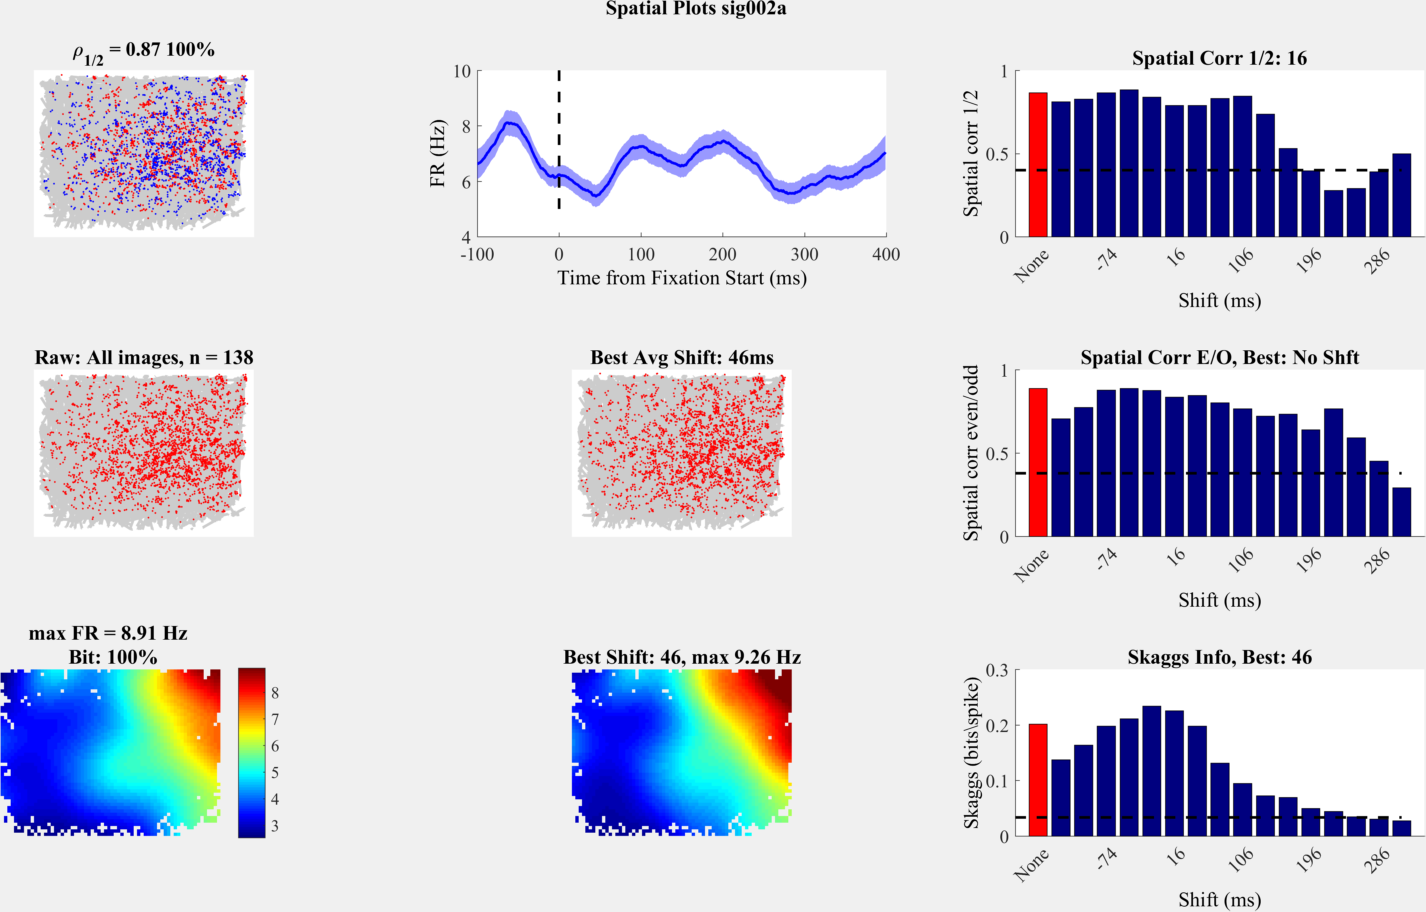 Spatial Plots sig002a
ρ1/2 = 0.87 100%
10
8
6
4
FR (Hz)
-100
0
100
200
300
400
Time from Fixation Start (ms)
Spatial Corr 1/2: 16
1
0.5
0
Spatial corr 1/2
None
-74
16
106
196
286
Shift (ms)
Raw: All images, n = 138
Best Avg Shift: 46ms
Spatial Corr E/O, Best: No Shft
1
0.5
0
Spatial corr even/odd
None
-74
16
106
196
286
Shift (ms)
max FR = 8.91 Hz
Bit: 100%
8
7
6
5
4
3
Best Shift: 46, max 9.26 Hz
Skaggs Info, Best: 46
0.3
0.2
0.1
0
Skaggs (bits\spike)
None
-74
16
106
196
286
Shift (ms)